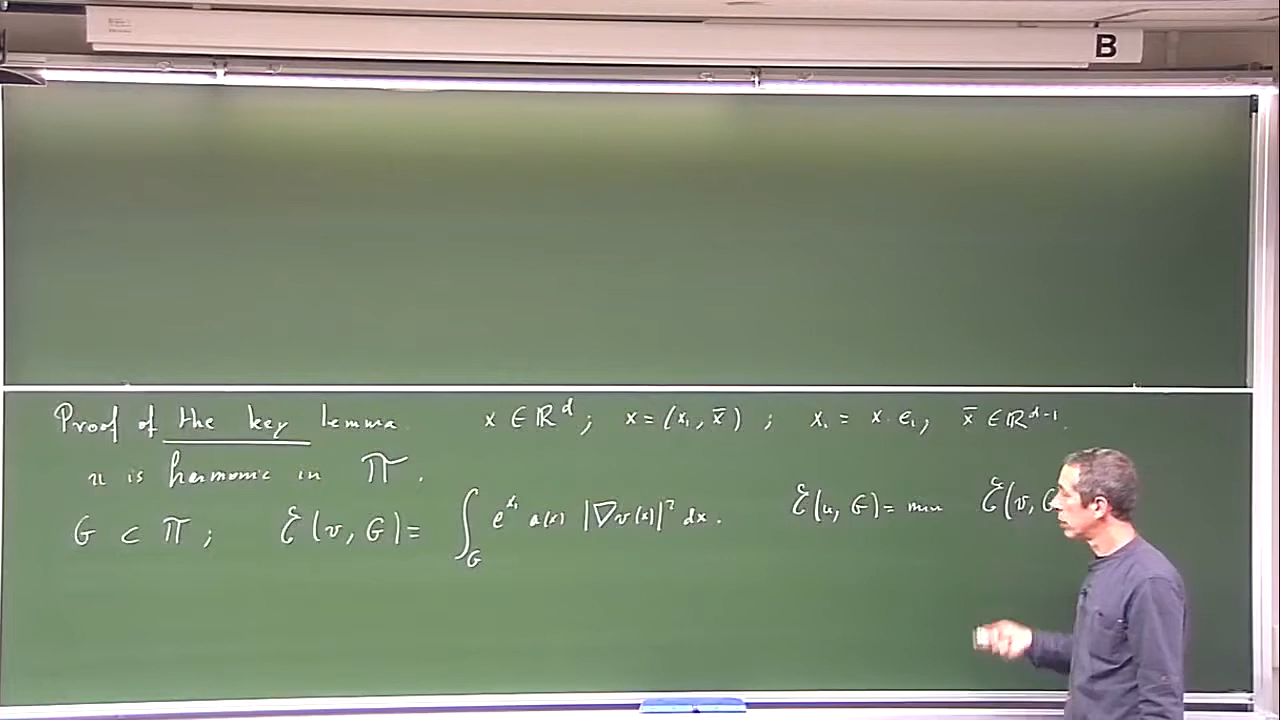 B
Proof of the key lemma. x ∈ ℝ^d ; x = (x₁, x̄) ; x₁ = x · e₁, x̄ ∈ ℝ^{d-1}.
u is harmonic in Π.
G ⊂ Π ; ℰ(v, G) = ∫_G e^{x₁} a(x) |∇v(x)|² dx. ℰ(u, G) = min ℰ(v, G